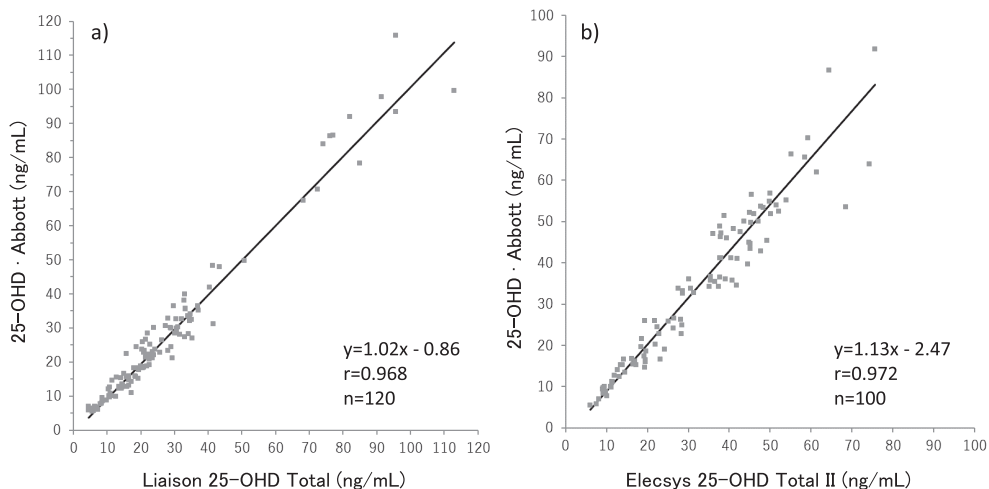 a)
25-OHD · Abbott (ng/mL)
120
110
100
90
80
70
60
50
40
30
20
10
0
y=1.02x - 0.86
r=0.968
n=120
0 10 20 30 40 50 60 70 80 90 100 110 120
Liaison 25-OHD Total (ng/mL)
b)
25-OHD · Abbott (ng/mL)
100
90
80
70
60
50
40
30
20
10
0
y=1.13x - 2.47
r=0.972
n=100
0 10 20 30 40 50 60 70 80 90 100
Elecsys 25-OHD Total II (ng/mL)